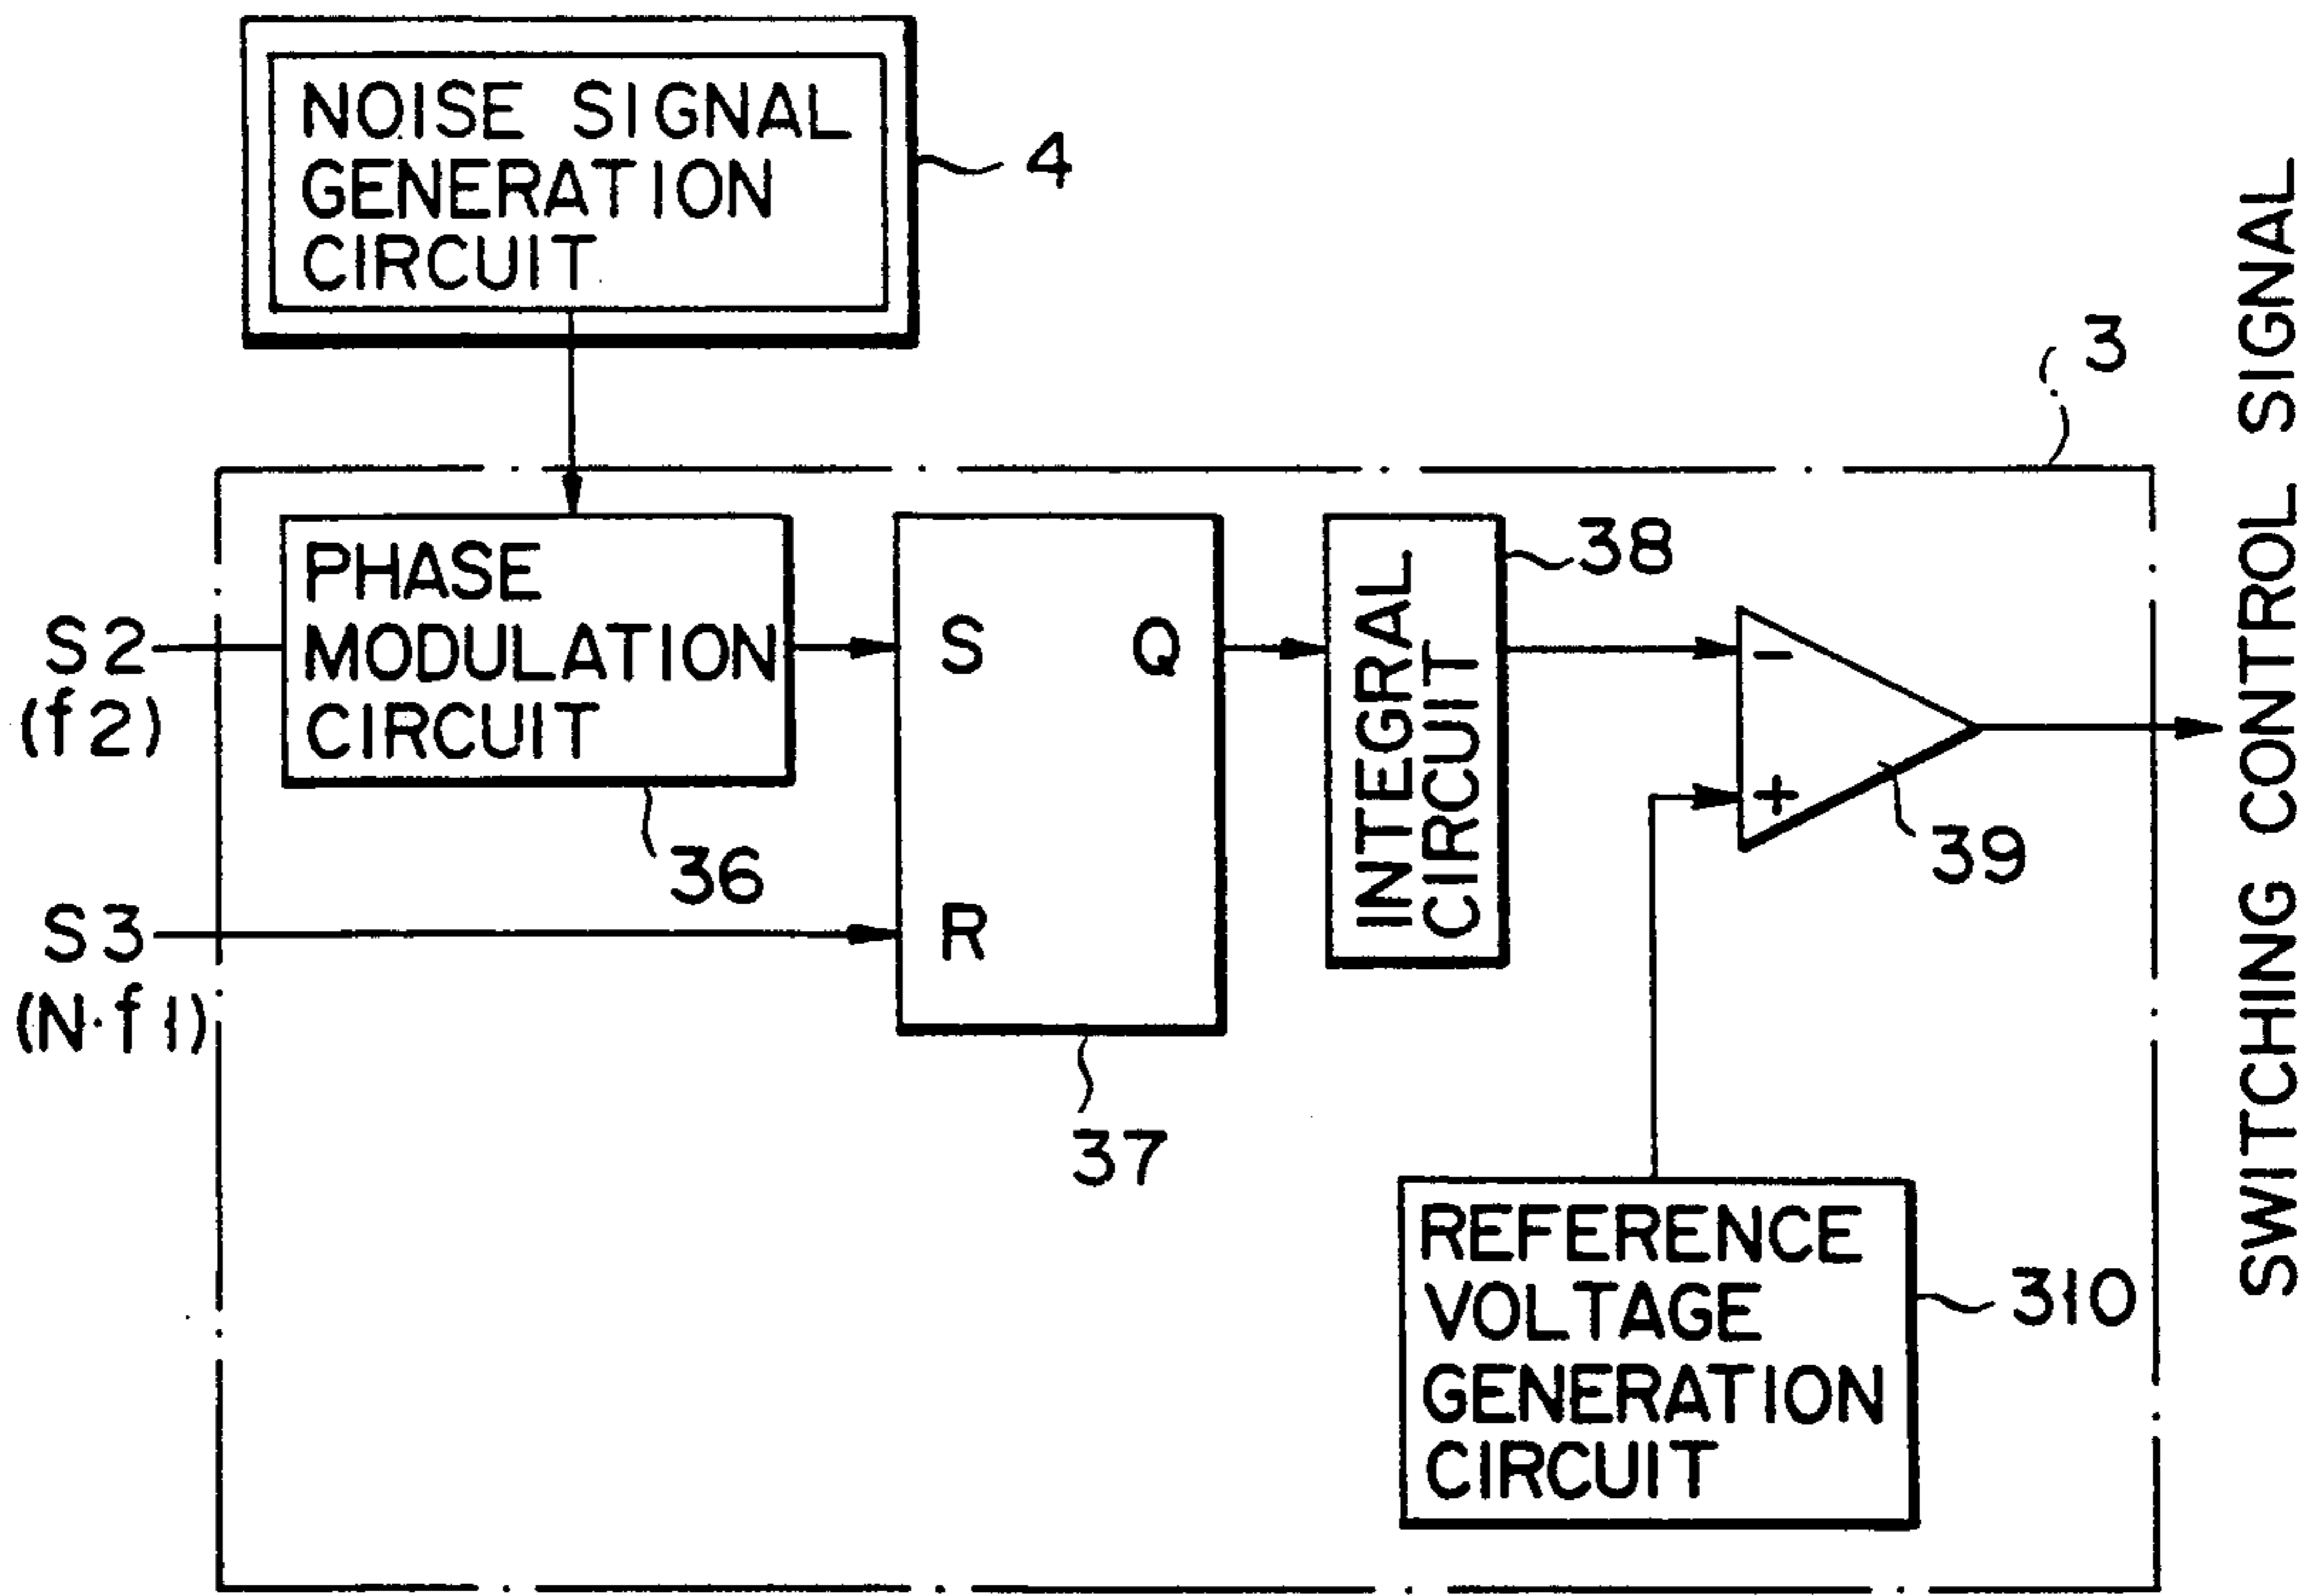 NOISE SIGNAL
GENERATION
CIRCUIT
4
3
PHASE
MODULATION
CIRCUIT
36
S2
(f2)
S3
(N·f1)
S
Q
R
37
INTEGRAL
CIRCUIT
38
−
+
39
REFERENCE
VOLTAGE
GENERATION
CIRCUIT
310
SWITCHING CONTROL SIGNAL